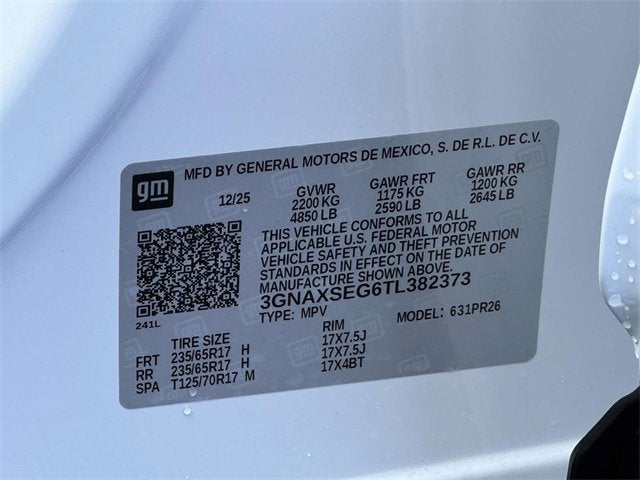 gm
MFD BY GENERAL MOTORS DE MEXICO, S. DE R.L. DE C.V.
12/25 GVWR GAWR FRT GAWR RR
2200 KG 1175 KG 1200 KG
4850 LB 2590 LB 2645 LB
THIS VEHICLE CONFORMS TO ALL
APPLICABLE U.S. FEDERAL MOTOR
VEHICLE SAFETY AND THEFT PREVENTION
STANDARDS IN EFFECT ON THE DATE OF
MANUFACTURE SHOWN ABOVE.
3GNAXSEG6TL382373
241L
TYPE: MPV MODEL: 631PR26
TIRE SIZE RIM
FRT 235/65R17 H 17X7.5J
RR 235/65R17 H 17X7.5J
SPA T125/70R17 M 17X4BT